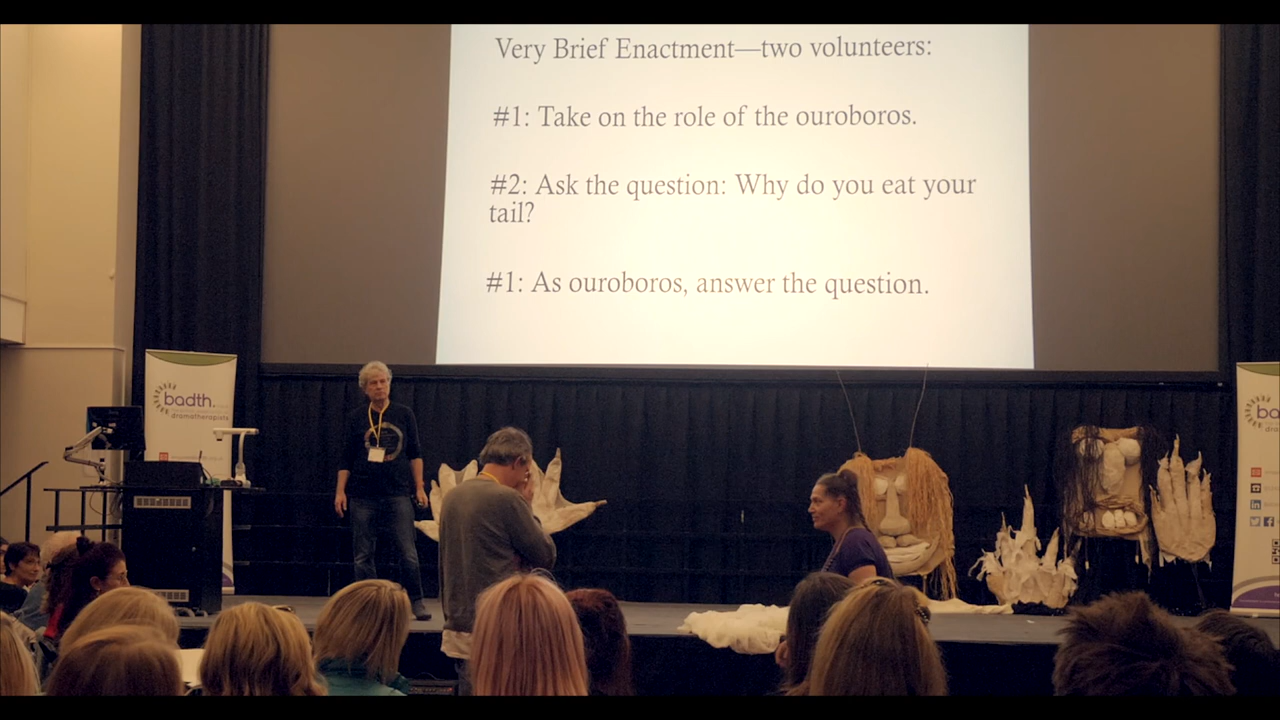 Very Brief Enactment—two volunteers:
#1: Take on the role of the ouroboros.
#2: Ask the question: Why do you eat your
tail?
#1: As ouroboros, answer the question.
badth.
dramatherapists
ba